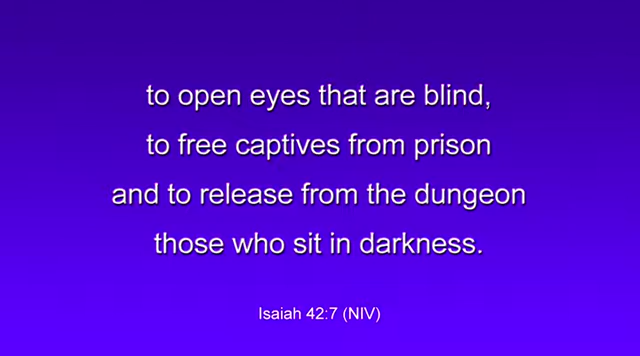 to open eyes that are blind,
to free captives from prison
and to release from the dungeon
those who sit in darkness.
Isaiah 42:7 (NIV)